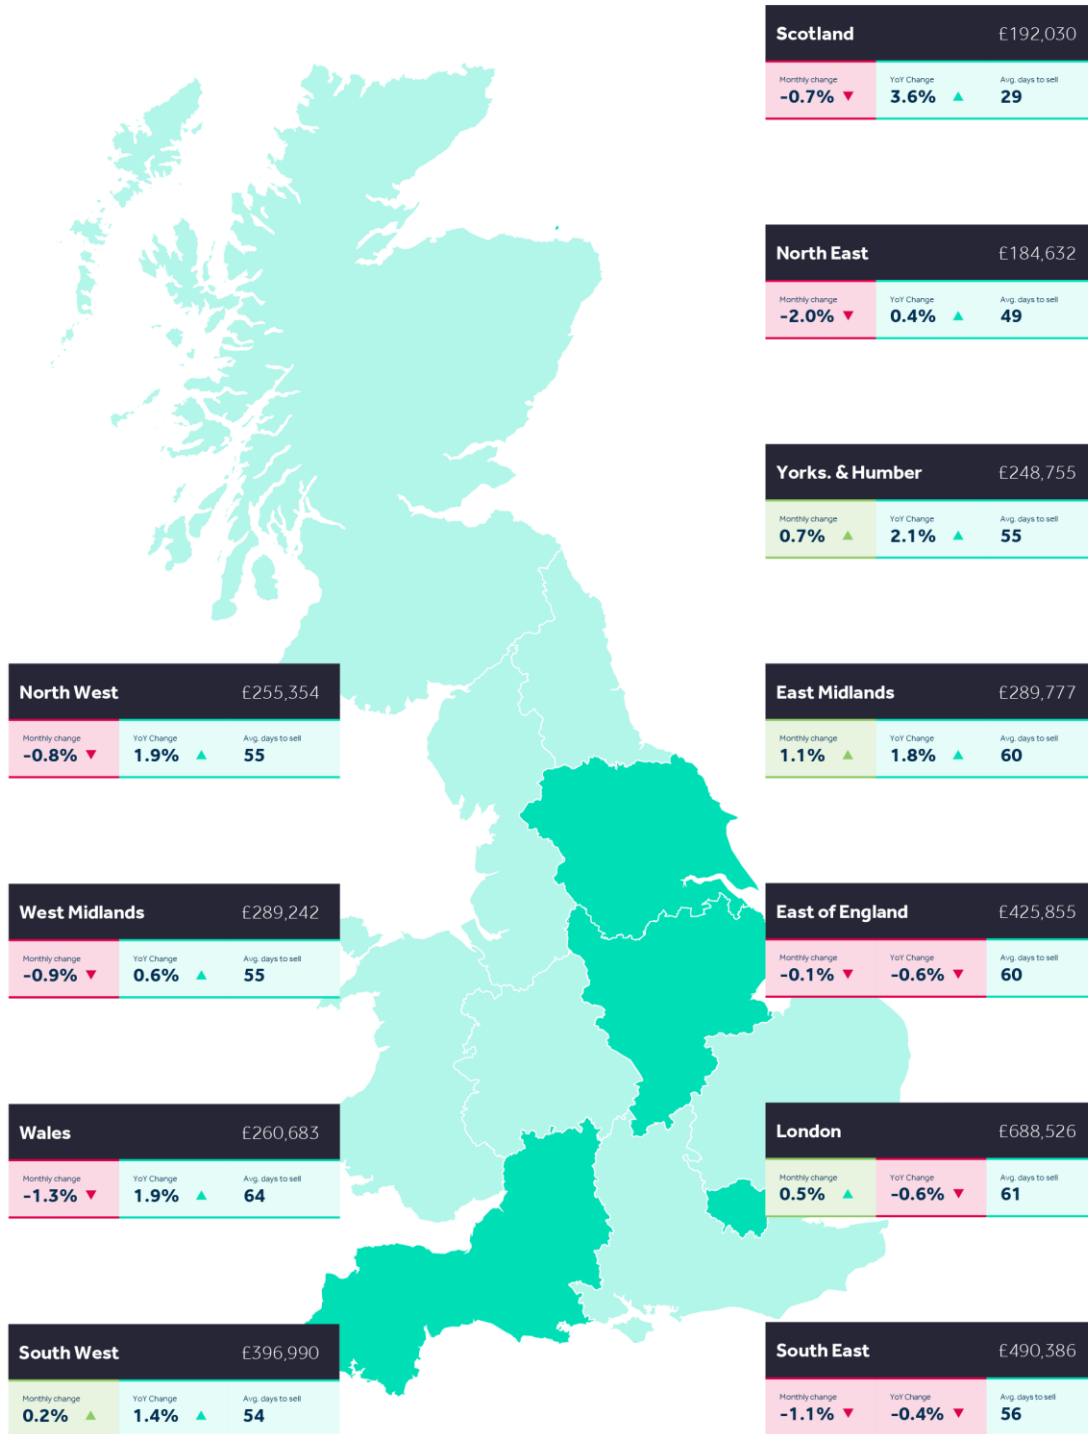 Scotland £192,030
Monthly change YoY Change Avg. days to sell
-0.7% 3.6% 29
North East £184,632
Monthly change YoY Change Avg. days to sell
-2.0% 0.4% 49
Yorks. & Humber £248,755
Monthly change YoY Change Avg. days to sell
0.7% 2.1% 55
North West £255,354
Monthly change YoY Change Avg. days to sell
-0.8% 1.9% 55
East Midlands £289,777
Monthly change YoY Change Avg. days to sell
1.1% 1.8% 60
West Midlands £289,242
Monthly change YoY Change Avg. days to sell
-0.9% 0.6% 55
East of England £425,855
Monthly change YoY Change Avg. days to sell
-0.1% -0.6% 60
Wales £260,683
Monthly change YoY Change Avg. days to sell
-1.3% 1.9% 64
London £688,526
Monthly change YoY Change Avg. days to sell
0.5% -0.6% 61
South West £396,990
Monthly change YoY Change Avg. days to sell
0.2% 1.4% 54
South East £490,386
Monthly change YoY Change Avg. days to sell
-1.1% -0.4% 56